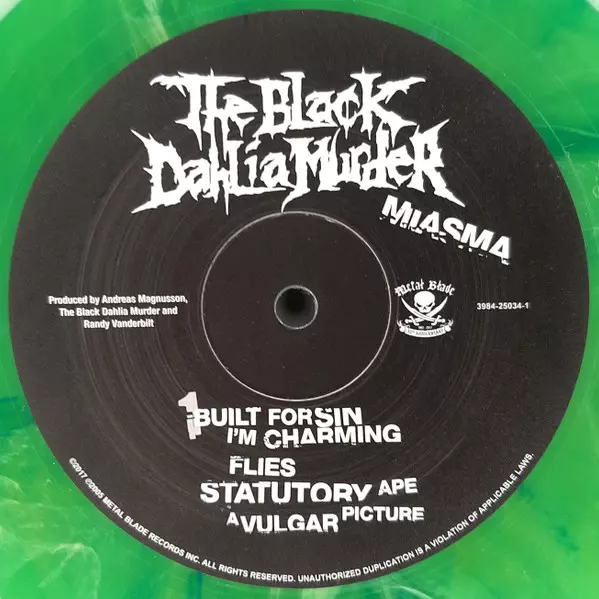 The Black
Dahlia Murder
MIASMA
Produced by Andreas Magnusson,
The Black Dahlia Murder and
Randy Vanderbilt
Metal Blade
3984-25034-1
1
BUILT FOR SIN
I'M CHARMING
FLIES
STATUTORY APE
A VULGAR PICTURE
©2017 ©2005 METAL BLADE RECORDS INC. ALL RIGHTS RESERVED. UNAUTHORIZED DUPLICATION IS A VIOLATION OF APPLICABLE LAWS.